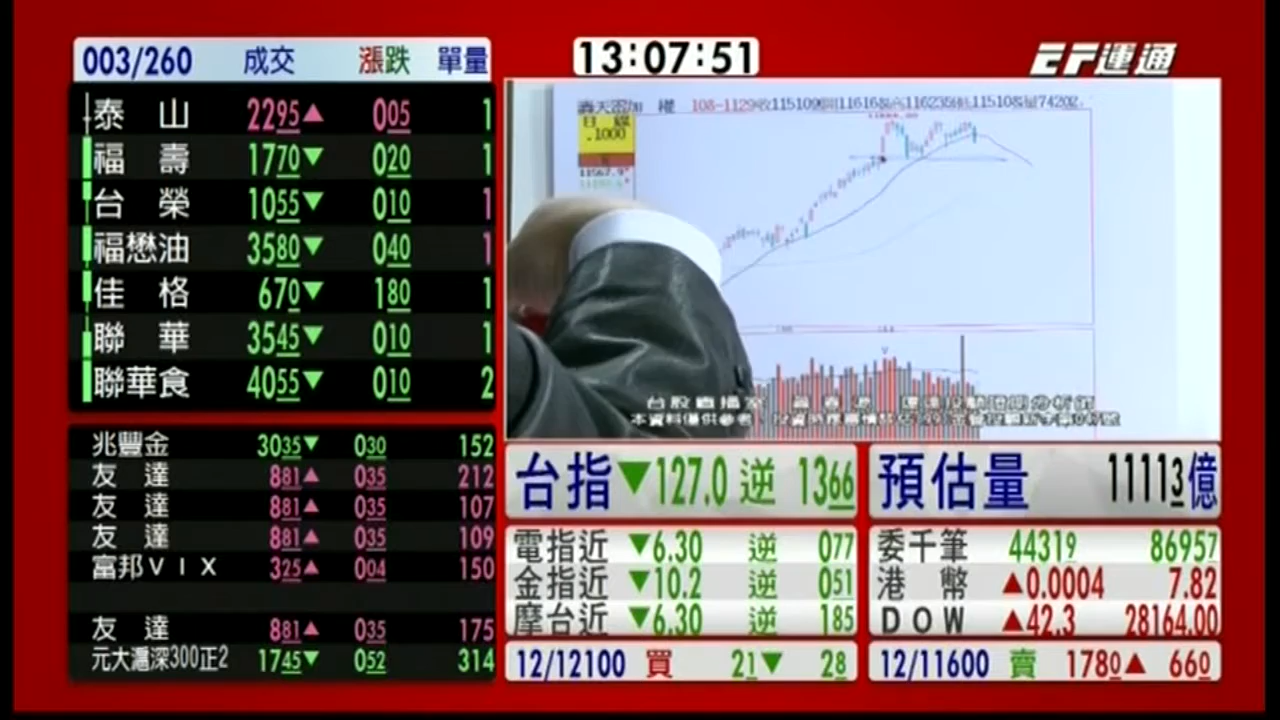 003/260 成交 漲跌 單量
13:07:51
運通
泰山 2295▲ 005 1
福壽 1770▼ 020 1
台榮 1055▼ 010 1
福懋油 3580▼ 040 1
佳格 670▼ 180 1
聯華 3545▼ 010 1
聯華食 4055▼ 010 2
兆豐金 3035▼ 030 152
友達 881▲ 035 212
友達 881▲ 035 107
友達 881▲ 035 109
富邦VIX 325▲ 004 150
友達 881▲ 035 175
元大滬深300正2 1745▼ 052 314
日線
.1000
台指▼127.0 逆 1366
電指近 ▼6.30 逆 077
金指近 ▼10.2 逆 051
摩台近 ▼6.30 逆 185
12/12100 買 21▼ 28
預估量 11113億
委千筆 44319 86957
港幣 ▲0.0004 7.82
DOW ▲42.3 28164.00
12/11600 賣 1780▲ 660